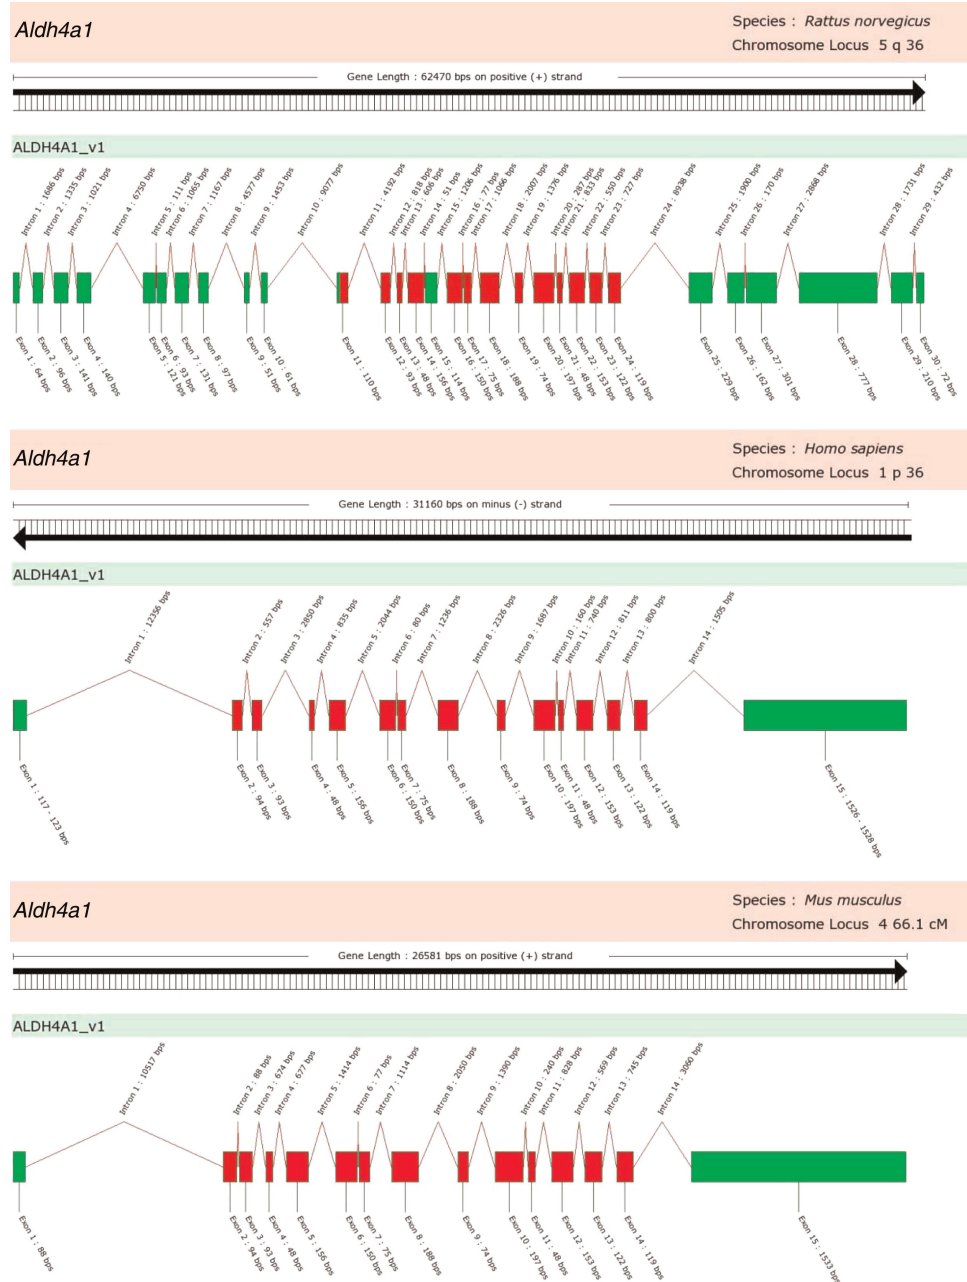 Aldh4a1
Species : Rattus norvegicus
Chromosome Locus 5 q 36
Gene Length : 62470 bps on positive (+) strand
ALDH4A1_v1
Intron 1 : 1686 bps
Intron 2 : 1335 bps
Intron 3 : 1021 bps
Intron 4 : 6750 bps
Intron 5 : 111 bps
Intron 6 : 1065 bps
Intron 7 : 1167 bps
Intron 8 : 4577 bps
Intron 9 : 1453 bps
Intron 10 : 9077 bps
Intron 11 : 4192 bps
Intron 12 : 818 bps
Intron 13 : 606 bps
Intron 14 : 51 bps
Intron 15 : 1206 bps
Intron 16 : 77 bps
Intron 17 : 1066 bps
Intron 18 : 2007 bps
Intron 19 : 1376 bps
Intron 20 : 287 bps
Intron 21 : 833 bps
Intron 22 : 550 bps
Intron 23 : 727 bps
Intron 24 : 8938 bps
Intron 25 : 1900 bps
Intron 26 : 170 bps
Intron 27 : 2868 bps
Intron 28 : 1731 bps
Intron 29 : 432 bps
Exon 1 : 64 bps
Exon 2 : 96 bps
Exon 3 : 141 bps
Exon 4 : 140 bps
Exon 5 : 121 bps
Exon 6 : 93 bps
Exon 7 : 131 bps
Exon 8 : 97 bps
Exon 9 : 51 bps
Exon 10 : 61 bps
Exon 11 : 110 bps
Exon 12 : 93 bps
Exon 13 : 48 bps
Exon 14 : 156 bps
Exon 15 : 114 bps
Exon 16 : 150 bps
Exon 17 : 75 bps
Exon 18 : 188 bps
Exon 19 : 74 bps
Exon 20 : 197 bps
Exon 21 : 48 bps
Exon 22 : 153 bps
Exon 23 : 122 bps
Exon 24 : 119 bps
Exon 25 : 229 bps
Exon 26 : 162 bps
Exon 27 : 301 bps
Exon 28 : 777 bps
Exon 29 : 210 bps
Exon 30 : 72 bps
Aldh4a1
Species : Homo sapiens
Chromosome Locus 1 p 36
Gene Length : 31160 bps on minus (-) strand
ALDH4A1_v1
Intron 1 : 12356 bps
Intron 2 : 557 bps
Intron 3 : 2850 bps
Intron 4 : 835 bps
Intron 5 : 2044 bps
Intron 6 : 80 bps
Intron 7 : 1236 bps
Intron 8 : 2326 bps
Intron 9 : 1687 bps
Intron 10 : 160 bps
Intron 11 : 740 bps
Intron 12 : 811 bps
Intron 13 : 800 bps
Intron 14 : 1505 bps
Exon 1 : 117 - 123 bps
Exon 2 : 94 bps
Exon 3 : 93 bps
Exon 4 : 48 bps
Exon 5 : 156 bps
Exon 6 : 150 bps
Exon 7 : 75 bps
Exon 8 : 188 bps
Exon 9 : 74 bps
Exon 10 : 197 bps
Exon 11 : 48 bps
Exon 12 : 153 bps
Exon 13 : 122 bps
Exon 14 : 119 bps
Exon 15 : 1526 - 1528 bps
Aldh4a1
Species : Mus musculus
Chromosome Locus 4 66.1 cM
Gene Length : 26581 bps on positive (+) strand
ALDH4A1_v1
Intron 1 : 10517 bps
Intron 2 : 88 bps
Intron 3 : 674 bps
Intron 4 : 677 bps
Intron 5 : 1414 bps
Intron 6 : 77 bps
Intron 7 : 1114 bps
Intron 8 : 2050 bps
Intron 9 : 1390 bps
Intron 10 : 240 bps
Intron 11 : 828 bps
Intron 12 : 569 bps
Intron 13 : 745 bps
Intron 14 : 3060 bps
Exon 1 : 88 bps
Exon 2 : 94 bps
Exon 3 : 93 bps
Exon 4 : 48 bps
Exon 5 : 156 bps
Exon 6 : 150 bps
Exon 7 : 75 bps
Exon 8 : 188 bps
Exon 9 : 74 bps
Exon 10 : 197 bps
Exon 11 : 48 bps
Exon 12 : 153 bps
Exon 13 : 122 bps
Exon 14 : 119 bps
Exon 15 : 1533 bps